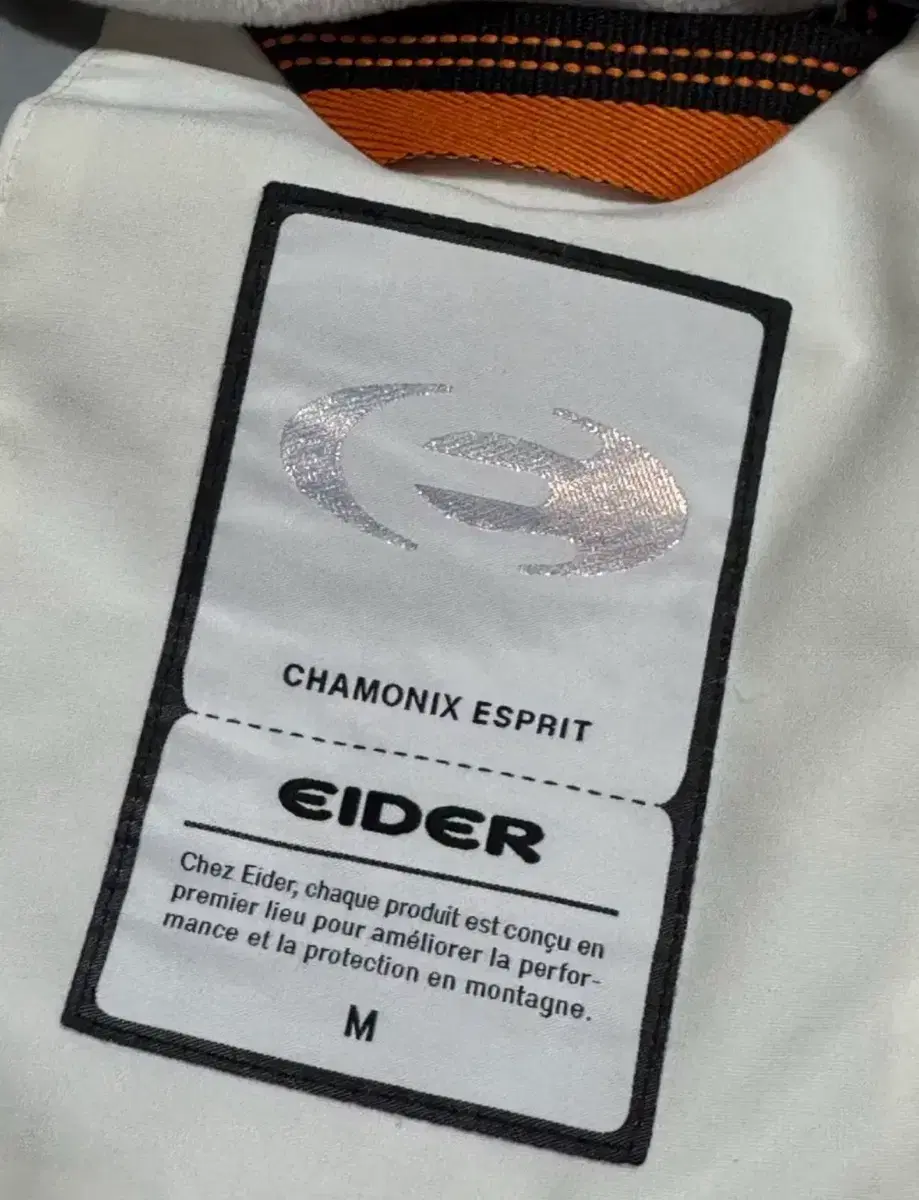 CHAMONIX ESPRIT
EIDER
Chez Eider, chaque produit est conçu en
premier lieu pour améliorer la perfor-
mance et la protection en montagne.
M